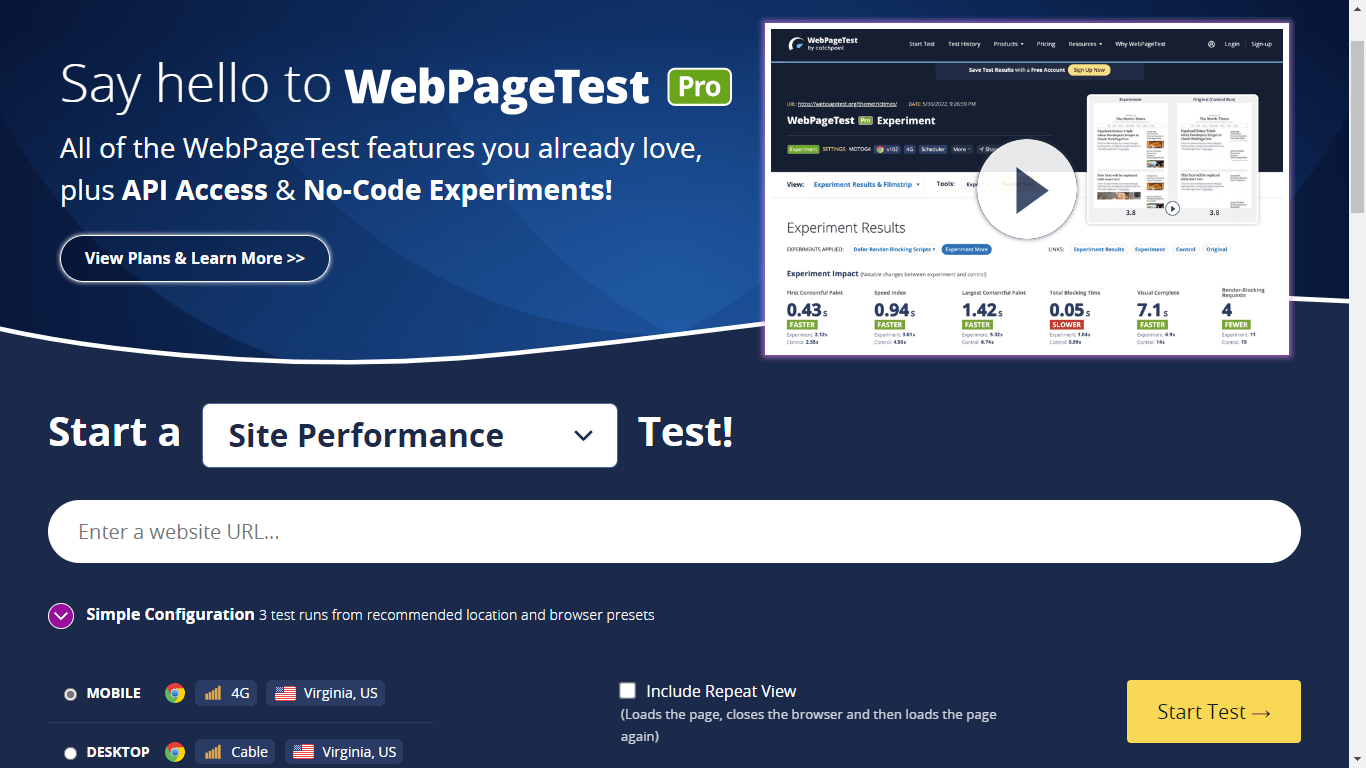 Say hello to WebPageTest Pro
All of the WebPageTest features you already love,
plus API Access & No-Code Experiments!
View Plans & Learn More >>
WebPageTest
by catchpoint
Start Test Test History Products Pricing Resources Why WebPageTest Login Sign-up
Save Test Results with a Free Account Sign Up Now
URL: https://webpagetest.org/themetrictimes/ DATE: 5/30/2022, 9:26:59 PM
WebPageTest Pro Experiment
Experiment SETTINGS: MOTOG4 v102 4G Scheduler More
Experiment Original (Control Run)
The Metric Times The Metric Times
3.8 3.8
View: Experiment Results & Filmstrip Tools:
Experiment Results
EXPERIMENTS APPLIED: Defer Render-Blocking Scripts Experiment More LINKS: Experiment Results Experiment Control Original
Experiment Impact (Notable changes between experiment and control)
First Contentful Paint Speed Index Largest Contentful Paint Total Blocking Time Visual Complete Render-Blocking
Requests
0.43s 0.94s 1.42s 0.05s 7.1s 4
FASTER FASTER FASTER SLOWER FASTER FEWER
Experiment: 2.12s Experiment: 3.61s Experiment: 5.32s Experiment: 1.04s Experiment: 6.9s Experiment: 11
Control: 2.55s Control: 4.56s Control: 6.74s Control: 0.99s Control: 14s Control: 15
Start a Site Performance Test!
Enter a website URL...
Simple Configuration 3 test runs from recommended location and browser presets
MOBILE 4G Virginia, US
DESKTOP Cable Virginia, US
Include Repeat View
(Loads the page, closes the browser and then loads the page
again)
Start Test →